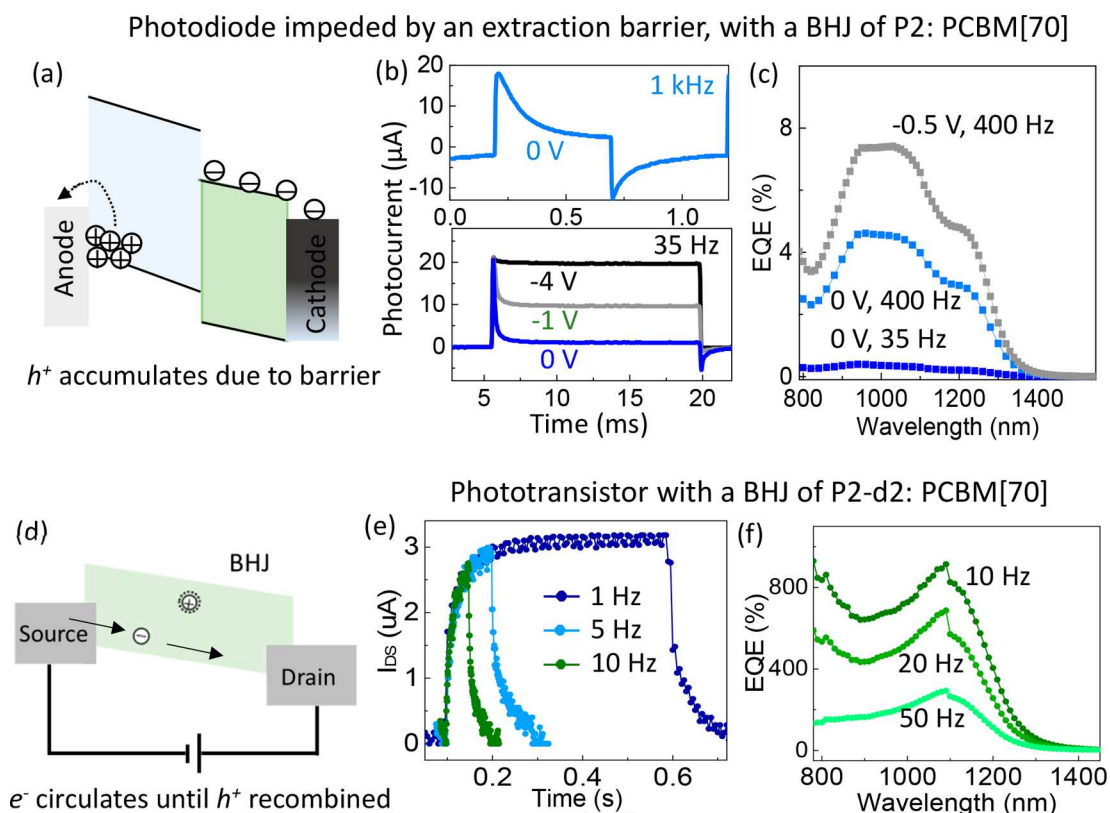 Photodiode impeded by an extraction barrier, with a BHJ of P2: PCBM[70]
(a)
Anode
Cathode
h⁺ accumulates due to barrier
(b)
Photocurrent (µA)
20
10
0
-10
1 kHz
0 V
0.0
0.5
1.0
20
10
0
35 Hz
-4 V
-1 V
0 V
5
10
15
20
Time (ms)
(c)
EQE (%)
8
4
0
-0.5 V, 400 Hz
0 V, 400 Hz
0 V, 35 Hz
800
1000
1200
1400
Wavelength (nm)
Phototransistor with a BHJ of P2-d2: PCBM[70]
(d)
BHJ
Source
Drain
e⁻ circulates until h⁺ recombined
(e)
I_DS (uA)
3
2
1
0
1 Hz
5 Hz
10 Hz
0.2
0.4
0.6
Time (s)
(f)
EQE (%)
800
400
0
10 Hz
20 Hz
50 Hz
800
1000
1200
1400
Wavelength (nm)